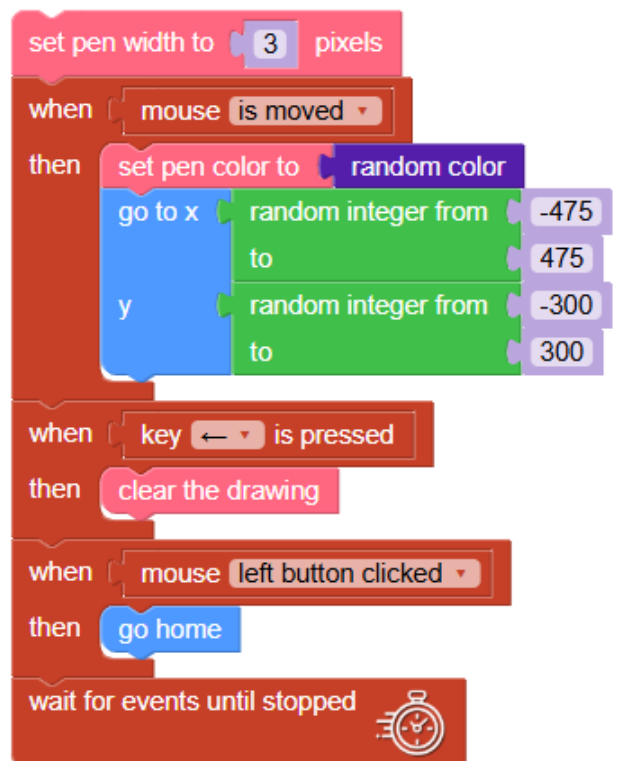 set pen width to 3 pixels
when mouse is moved
then set pen color to random color
go to x random integer from -475
to 475
y random integer from -300
to 300
when key ← is pressed
then clear the drawing
when mouse left button clicked
then go home
wait for events until stopped